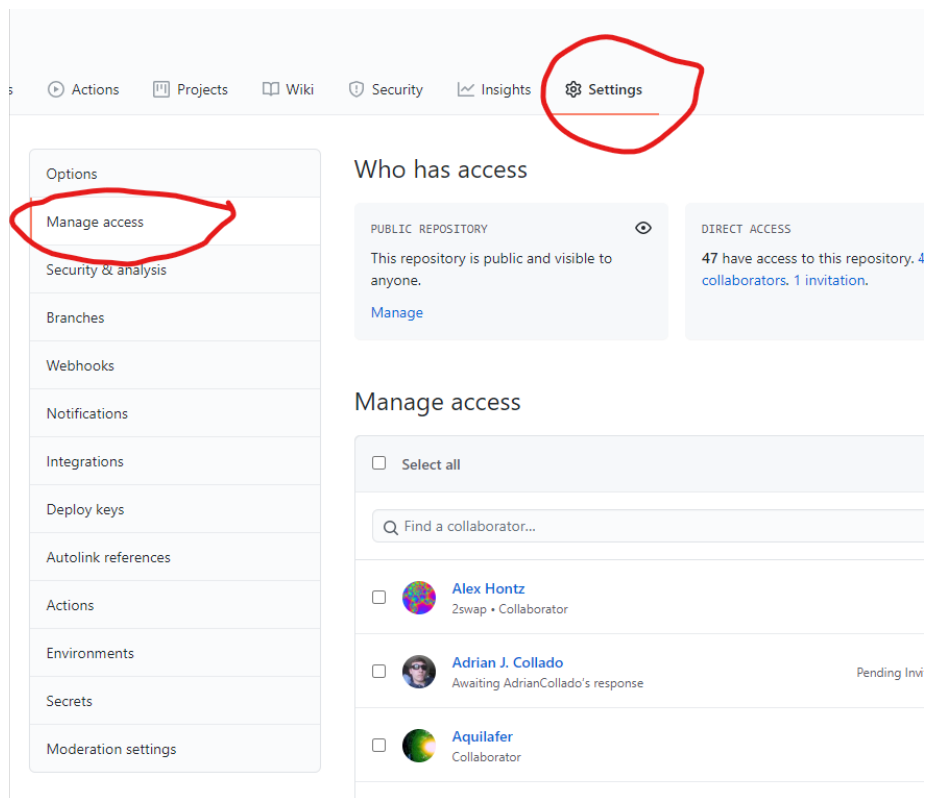 s Actions Projects Wiki Security Insights Settings
Options
Manage access
Security & analysis
Branches
Webhooks
Notifications
Integrations
Deploy keys
Autolink references
Actions
Environments
Secrets
Moderation settings
Who has access
PUBLIC REPOSITORY
This repository is public and visible to
anyone.
Manage
DIRECT ACCESS
47 have access to this repository. 4
collaborators. 1 invitation.
Manage access
Select all
Find a collaborator...
Alex Hontz
2swap • Collaborator
Adrian J. Collado
Awaiting AdrianCollado's response
Pending Invi
Aquilafer
Collaborator